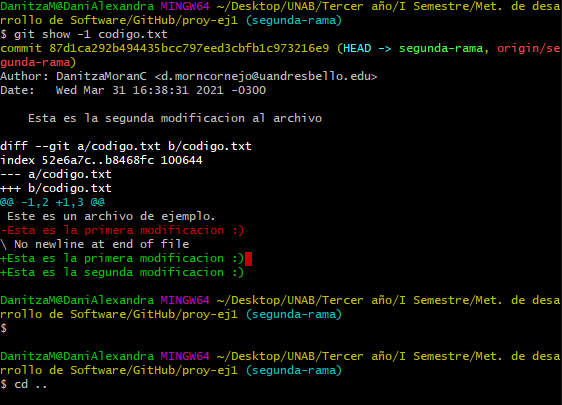 DanitzaM@DaniAlexandra MINGW64 ~/Desktop/UNAB/Tercer año/I Semestre/Met. de desa
rrollo de Software/GitHub/proy-ej1 (segunda-rama)
$ git show -1 codigo.txt
commit 87d1ca292b494435bcc797eed3cbfb1c973216e9 (HEAD -> segunda-rama, origin/se
gunda-rama)
Author: DanitzaMoranC <d.morncornejo@uandresbello.edu>
Date:   Wed Mar 31 16:38:31 2021 -0300

    Esta es la segunda modificacion al archivo

diff --git a/codigo.txt b/codigo.txt
index 52e6a7c..b8468fc 100644
--- a/codigo.txt
+++ b/codigo.txt
@@ -1,2 +1,3 @@
 Este es un archivo de ejemplo.
-Esta es la primera modificacion :)
\ No newline at end of file
+Esta es la primera modificacion :)
+Esta es la segunda modificacion :)

DanitzaM@DaniAlexandra MINGW64 ~/Desktop/UNAB/Tercer año/I Semestre/Met. de desa
rrollo de Software/GitHub/proy-ej1 (segunda-rama)
$

DanitzaM@DaniAlexandra MINGW64 ~/Desktop/UNAB/Tercer año/I Semestre/Met. de desa
rrollo de Software/GitHub/proy-ej1 (segunda-rama)
$ cd ..